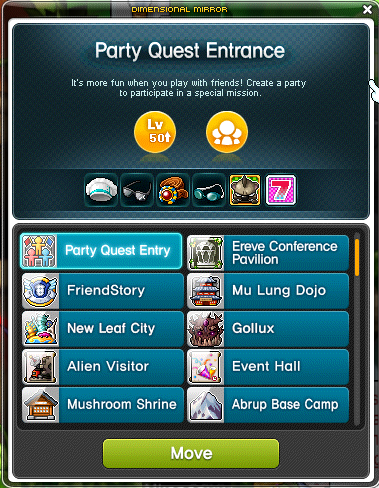 DIMENSIONAL MIRROR
Party Quest Entrance
It's more fun when you play with friends! Create a party
to participate in a special mission.
Lv
50↑
7
Party Quest Entry
Ereve Conference
Pavilion
FriendStory
Mu Lung Dojo
New Leaf City
Gollux
Alien Visitor
Event Hall
Mushroom Shrine
Abrup Base Camp
Move